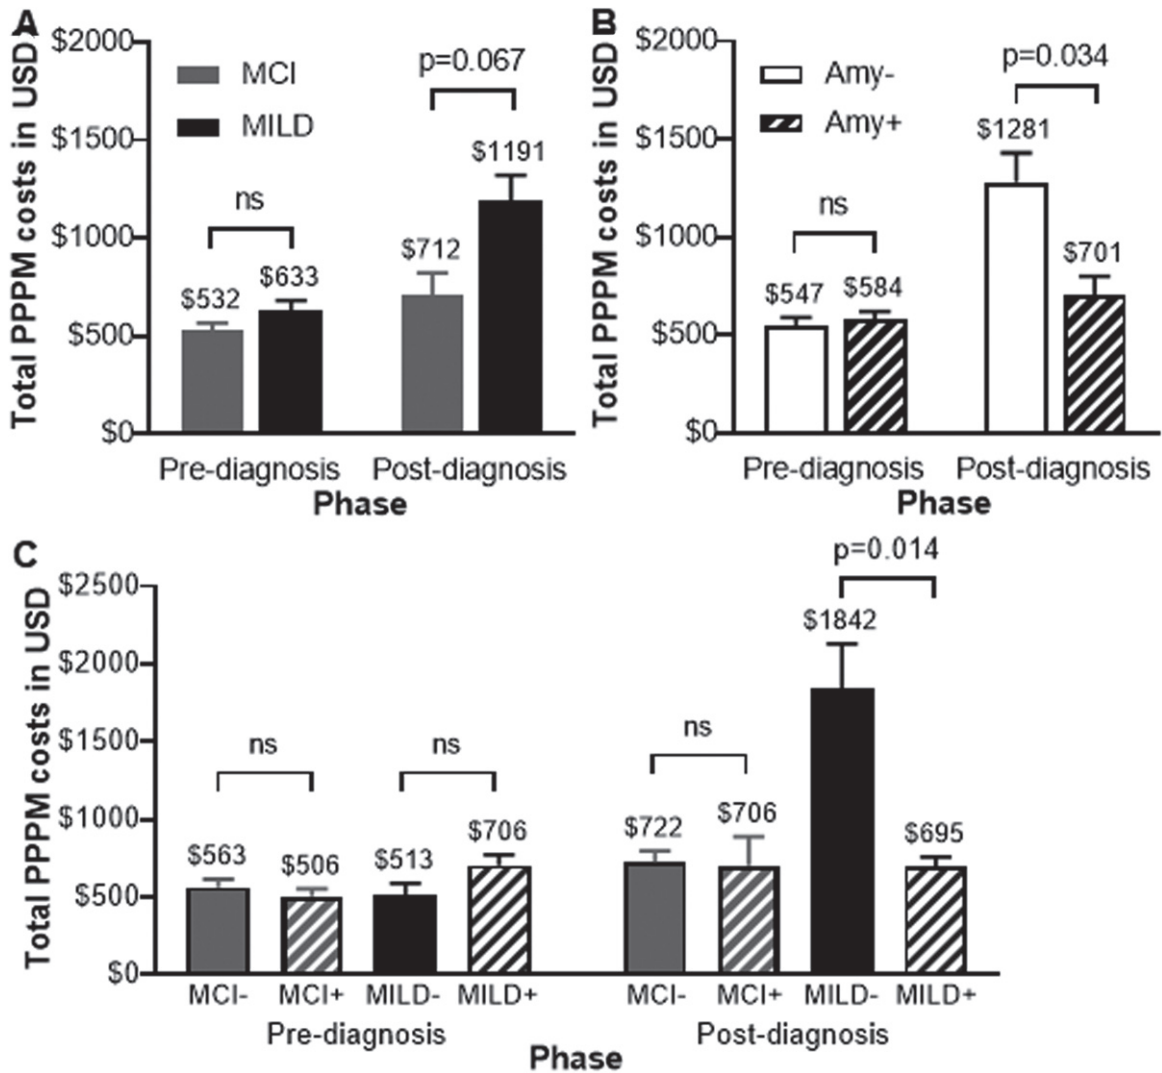 A
Total PPPM costs in USD
$2000
$1500
$1000
$500
$0
MCI
MILD
p=0.067
ns
$532
$633
$712
$1191
Pre-diagnosis Post-diagnosis
Phase
B
Total PPPM costs in USD
$2000
$1500
$1000
$500
$0
Amy-
Amy+
p=0.034
ns
$547
$584
$1281
$701
Pre-diagnosis Post-diagnosis
Phase
C
Total PPPM costs in USD
$2500
$2000
$1500
$1000
$500
$0
ns
ns
ns
p=0.014
$563
$506
$513
$706
$722
$706
$1842
$695
MCI- MCI+ MILD- MILD+ MCI- MCI+ MILD- MILD+
Pre-diagnosis Post-diagnosis
Phase